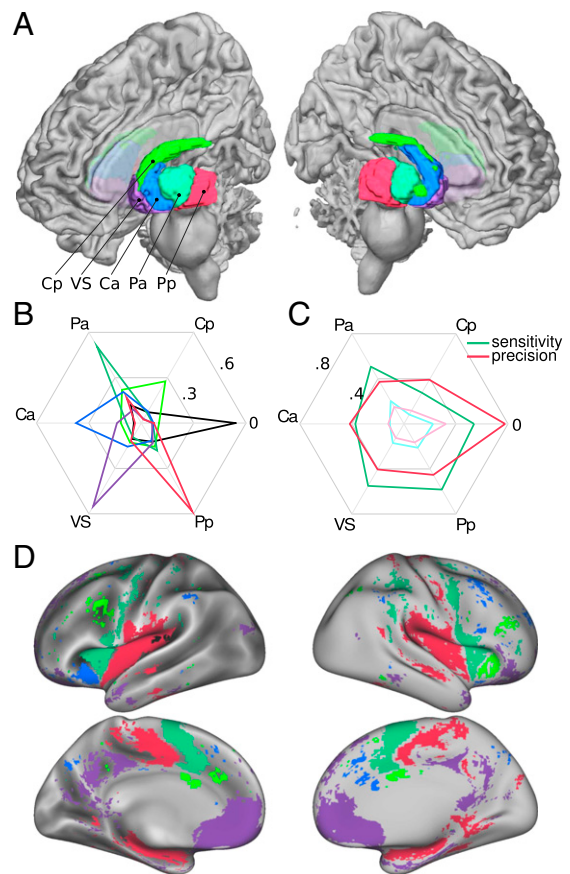 A
Cp VS Ca Pa Pp
B
C
Pa
Cp
.6
.3
Ca
0
VS
Pp
Pa
Cp
sensitivity
precision
.8
.4
Ca
0
VS
Pp
D